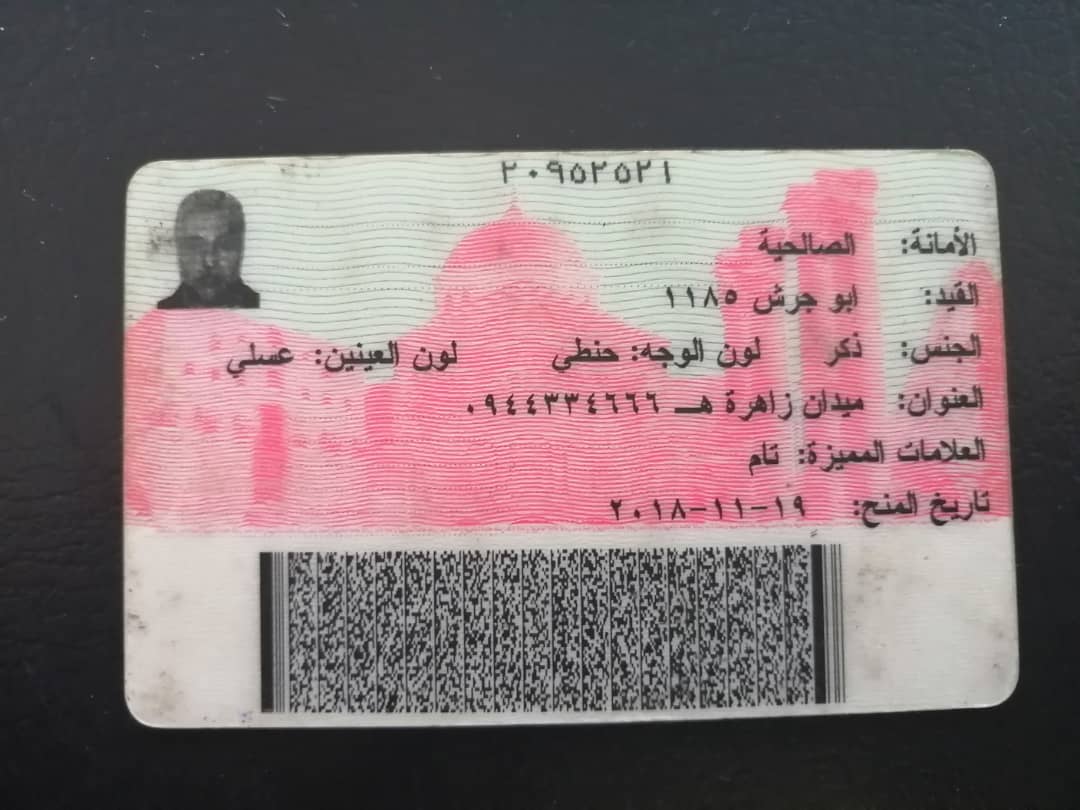 ٢٠٩٥٢٥٢١
الأمانة: الصالحية
القيد: ابو جرش ١١٨٥
الجنس: ذكر لون الوجه: حنطي لون العينين: عسلي
العنوان: ميدان زاهرة هـ ٠٩٤٤٣٣٤٦٦٦
العلامات المميزة: تام
تاريخ المنح: ١٩-١١-٢٠١٨